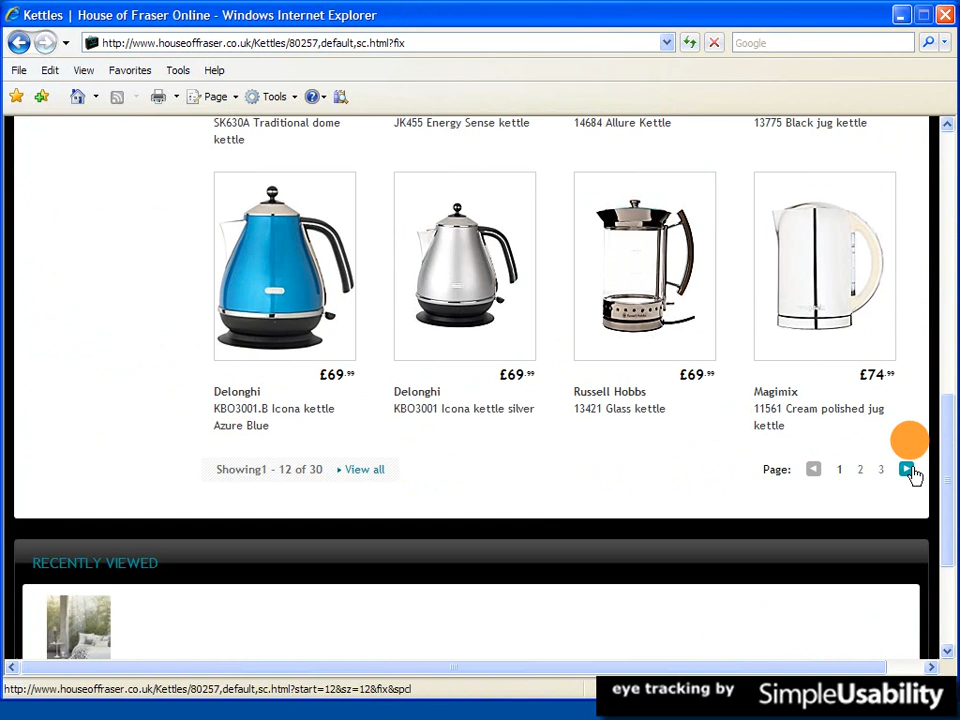 Kettles | House of Fraser Online - Windows Internet Explorer
http://www.houseoffraser.co.uk/Kettles/80257,default,sc.html?fix
Google
File Edit View Favorites Tools Help
Page Tools
SK630A Traditional dome kettle
JK455 Energy Sense kettle
14684 Allure Kettle
13775 Black jug kettle
£69.99 £69.99 £69.99 £74.99
Delonghi
KBO3001.B Icona kettle
Azure Blue
Delonghi
KBO3001 Icona kettle silver
Russell Hobbs
13421 Glass kettle
Magimix
11561 Cream polished jug
kettle
Showing1 - 12 of 30 View all
Page: 1 2 3
RECENTLY VIEWED
http://www.houseoffraser.co.uk/Kettles/80257,default,sc.html?start=12&sz=12&fix&spcl
eye tracking by SimpleUsability